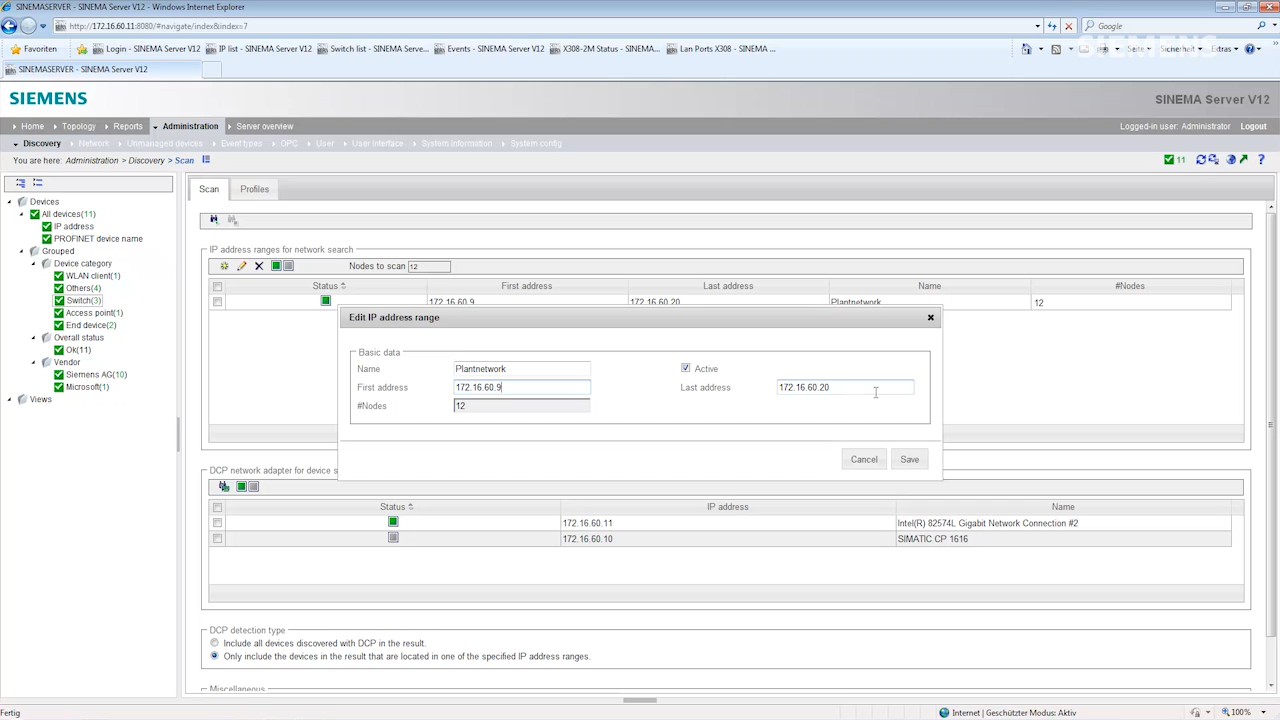 SINEMASERVER - SINEMA Server V12 - Windows Internet Explorer
http://172.16.60.11:8080/#navigate/index&index=7
Google
Favoriten
Login - SINEMA Server V12
IP list - SINEMA Server V12
Switch list - SINEMA Serve...
Events - SINEMA Server V12
X308-2M Status - SINEMA...
Lan Ports X308 - SINEMA ...
Seite
Sicherheit
Extras
SIEMENS
SINEMASERVER - SINEMA Server V12
SIEMENS
SINEMA Server V12
Home
Topology
Reports
Administration
Server overview
Logged-in user: Administrator
Logout
Discovery
Network
Unmanaged devices
Event types
OPC
User
User interface
System information
System config
You are here: Administration > Discovery > Scan
11
Scan
Profiles
Devices
All devices(11)
IP address
PROFINET device name
Grouped
Device category
WLAN client(1)
Others(4)
Switch(3)
Access point(1)
End device(2)
Overall status
Ok(11)
Vendor
Siemens AG(10)
Microsoft(1)
Views
IP address ranges for network search
Nodes to scan 12
Status
First address
Last address
Name
#Nodes
172.16.60.9
172.16.60.20
Plantnetwork
12
Edit IP address range
Basic data
Name Plantnetwork
Active
First address 172.16.60.9
Last address 172.16.60.20
#Nodes 12
Cancel
Save
DCP network adapter for device s
Status
IP address
Name
172.16.60.11
Intel(R) 82574L Gigabit Network Connection #2
172.16.60.10
SIMATIC CP 1616
DCP detection type
Include all devices discovered with DCP in the result.
Only include the devices in the result that are located in one of the specified IP address ranges.
Miscellaneous
Fertig
Internet | Geschützter Modus: Aktiv
100%